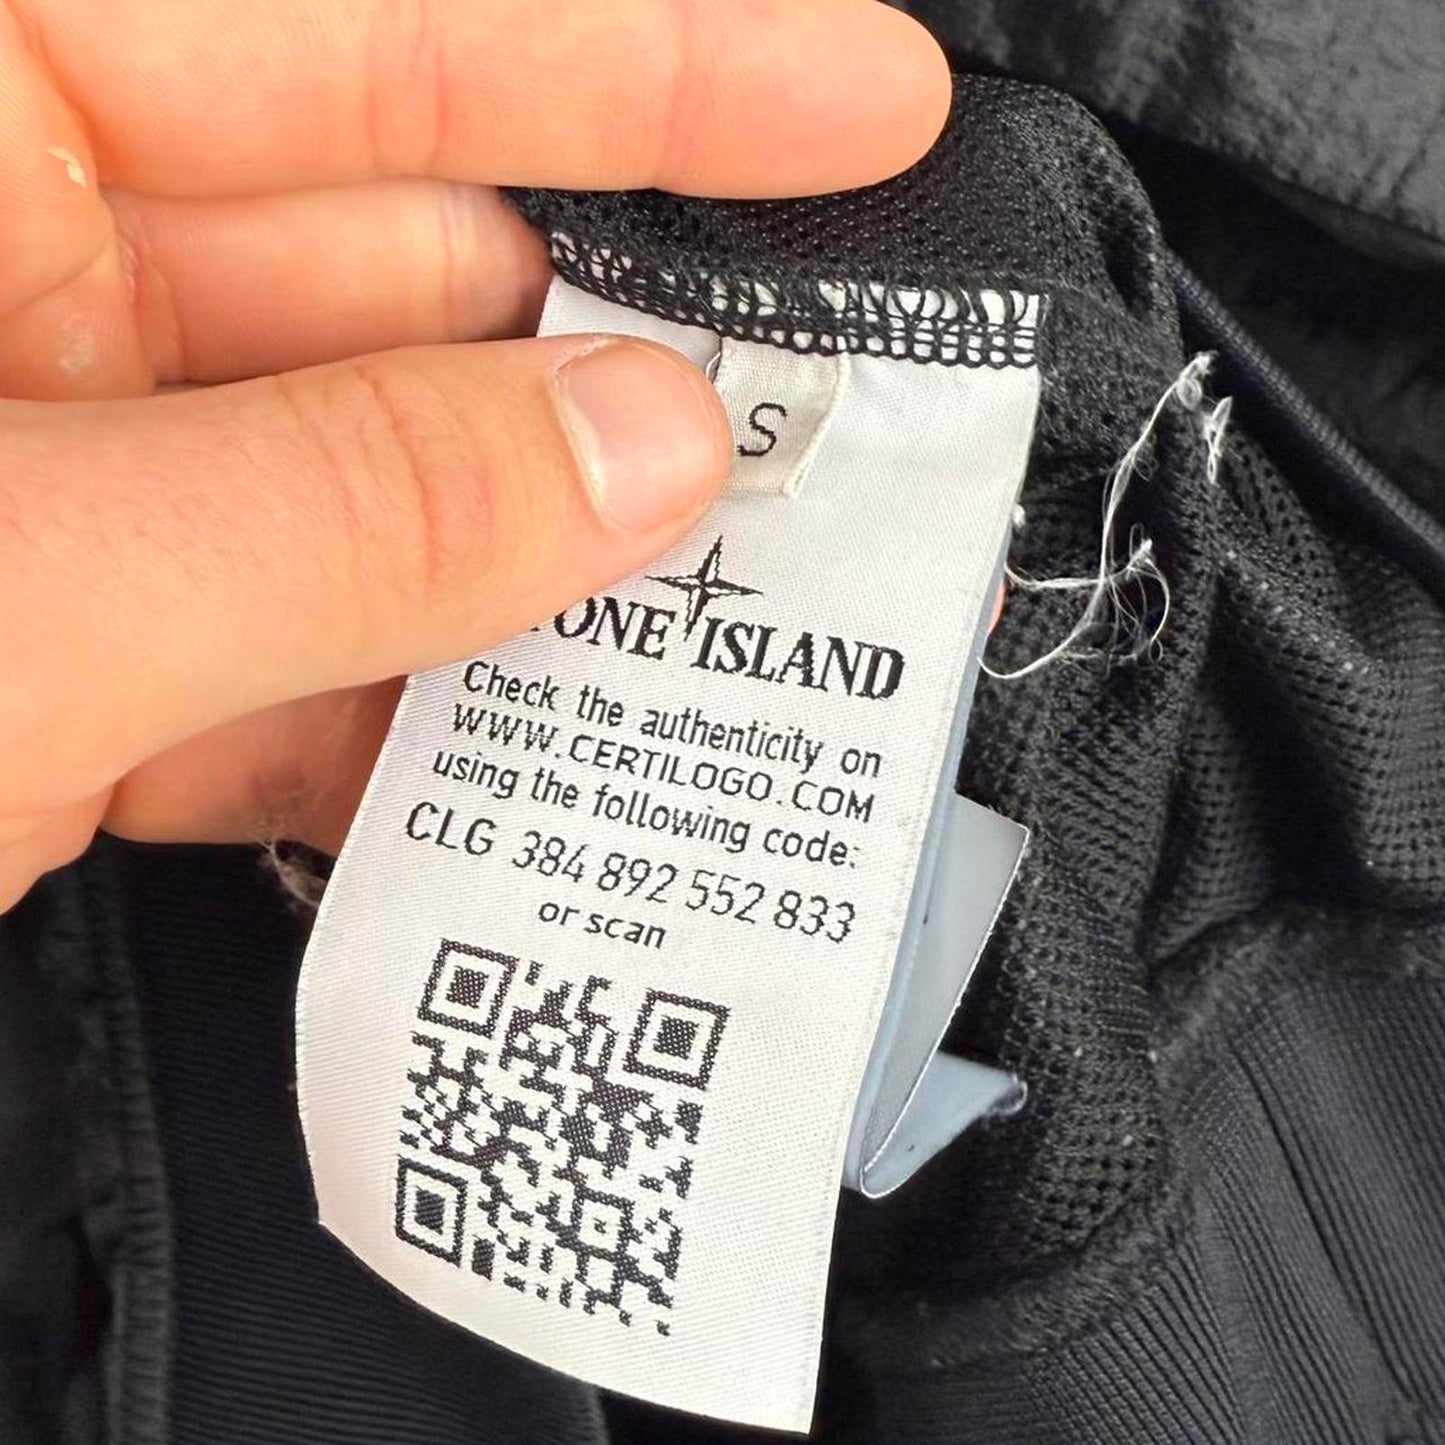 S
STONE ISLAND
Check the authenticity on
WWW.CERTILOGO.COM
using the following code:
CLG 384 892 552 833
or scan